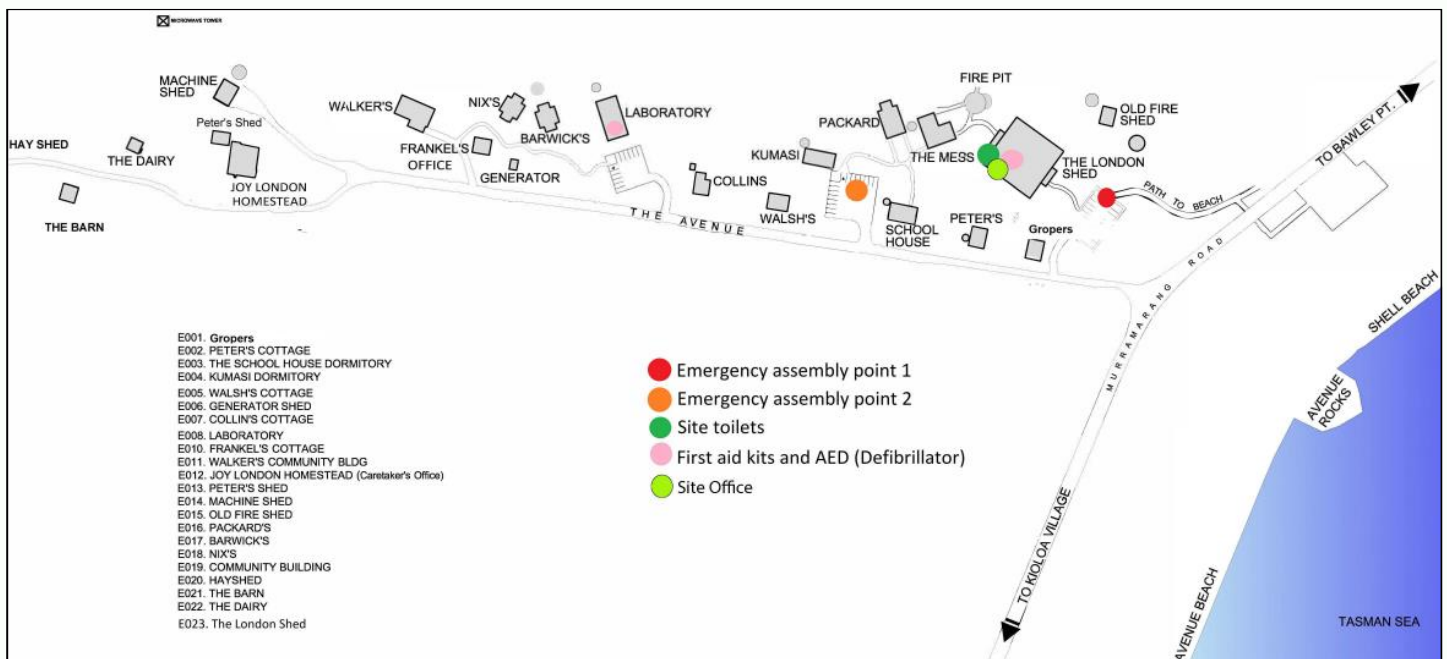 MICROWAVE TOWER
MACHINE
SHED
Peter's Shed
HAY SHED
THE DAIRY
JOY LONDON
HOMESTEAD
THE BARN
WALKER'S
NIX'S
BARWICK'S
LABORATORY
FRANKEL'S
OFFICE
GENERATOR
COLLINS
WALSH'S
KUMASI
PACKARD
FIRE PIT
THE MESS
OLD FIRE
SHED
THE LONDON
SHED
SCHOOL
HOUSE
PETER'S
Gropers
PATH TO BEACH
TO BAWLEY PT.
THE AVENUE
MURRAMARANG ROAD
TO KIOLOA VILLAGE
SHELL BEACH
AVENUE
ROCKS
AVENUE BEACH
TASMAN SEA
E001. Gropers
E002. PETER'S COTTAGE
E003. THE SCHOOL HOUSE DORMITORY
E004. KUMASI DORMITORY
E005. WALSH'S COTTAGE
E006. GENERATOR SHED
E007. COLLIN'S COTTAGE
E008. LABORATORY
E010. FRANKEL'S COTTAGE
E011. WALKER'S COMMUNITY BLDG
E012. JOY LONDON HOMESTEAD (Caretaker's Office)
E013. PETER'S SHED
E014. MACHINE SHED
E015. OLD FIRE SHED
E016. PACKARD'S
E017. BARWICK'S
E018. NIX'S
E019. COMMUNITY BUILDING
E020. HAYSHED
E021. THE BARN
E022. THE DAIRY
E023. The London Shed
Emergency assembly point 1
Emergency assembly point 2
Site toilets
First aid kits and AED (Defibrillator)
Site Office